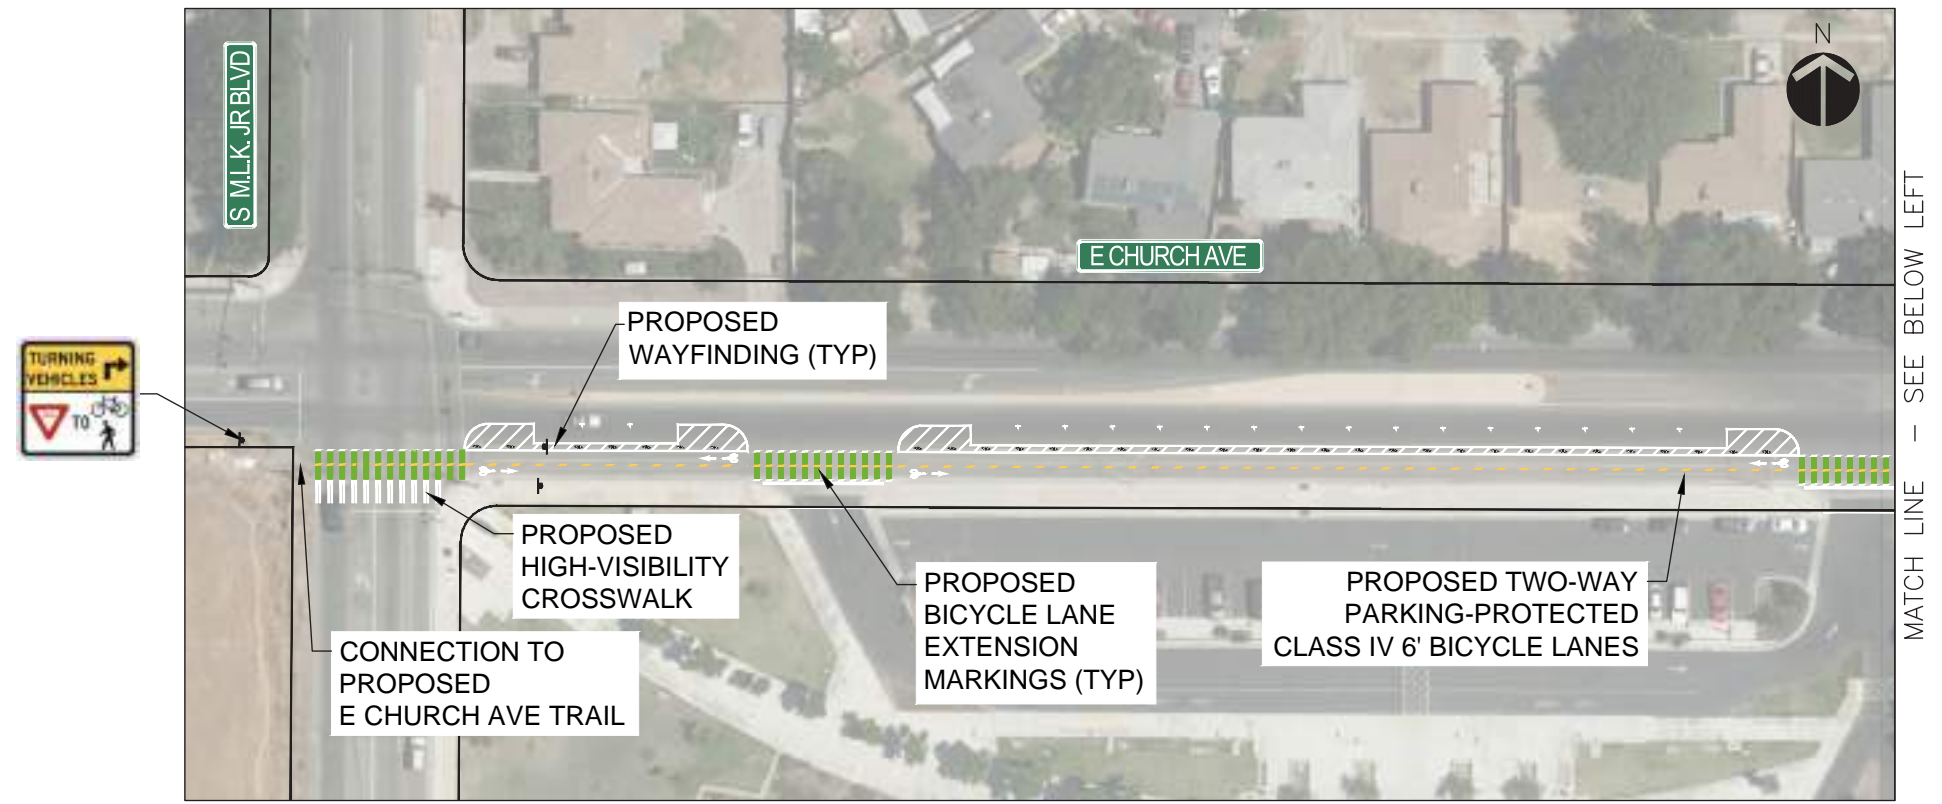 S M.L.K. JR BLVD
N
E CHURCH AVE
MATCH LINE — SEE BELOW LEFT
PROPOSED
WAYFINDING (TYP)
TURNING
VEHICLES
TO
PROPOSED
HIGH-VISIBILITY
CROSSWALK
PROPOSED
BICYCLE LANE
EXTENSION
MARKINGS (TYP)
PROPOSED TWO-WAY
PARKING-PROTECTED
CLASS IV 6' BICYCLE LANES
CONNECTION TO
PROPOSED
E CHURCH AVE TRAIL